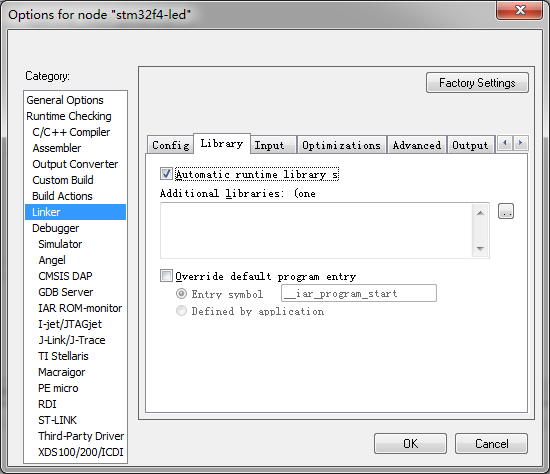 Options for node "stm32f4-led"
Category:
General Options
Runtime Checking
C/C++ Compiler
Assembler
Output Converter
Custom Build
Build Actions
Linker
Debugger
Simulator
Angel
CMSIS DAP
GDB Server
IAR ROM-monitor
I-jet/JTAGjet
J-Link/J-Trace
TI Stellaris
Macraigor
PE micro
RDI
ST-LINK
Third-Party Driver
XDS100/200/ICDI
Factory Settings
Config Library Input Optimizations Advanced Output
Automatic runtime library s
Additional libraries: (one
...
Override default program entry
Entry symbol __iar_program_start
Defined by application
OK Cancel